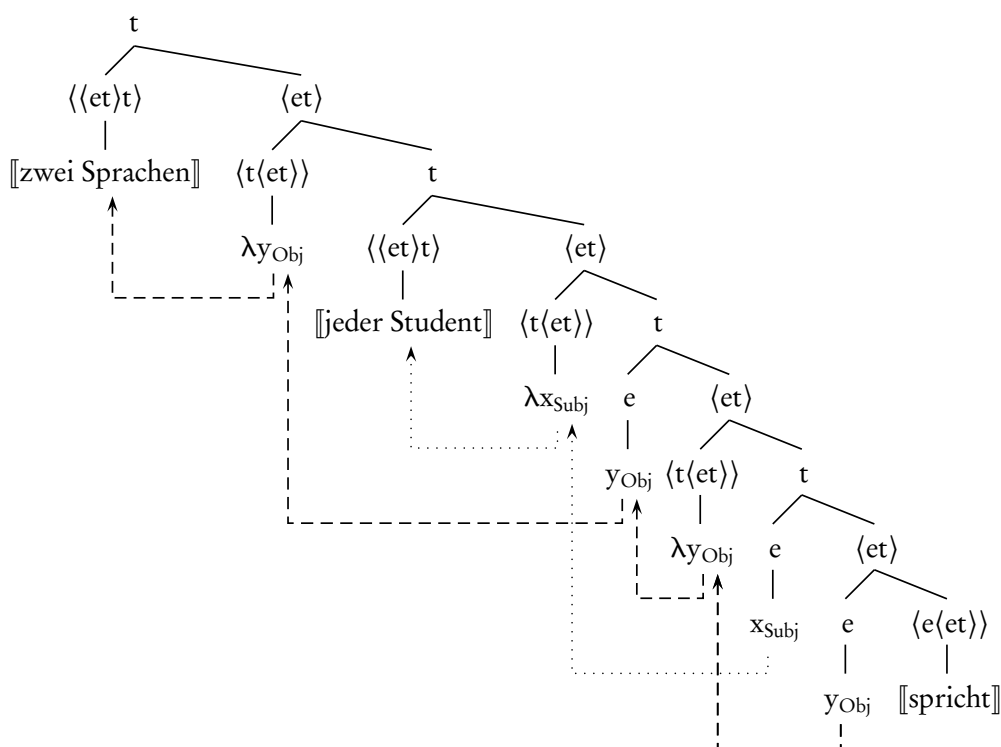 t
⟨⟨et⟩t⟩ ⟨et⟩
⟦zwei Sprachen⟧ ⟨t⟨et⟩⟩ t
λy_Obj ⟨⟨et⟩t⟩ ⟨et⟩
⟦jeder Student⟧ ⟨t⟨et⟩⟩ t
λx_Subj e ⟨et⟩
y_Obj ⟨t⟨et⟩⟩ t
λy_Obj e ⟨et⟩
x_Subj e ⟨e⟨et⟩⟩
y_Obj ⟦spricht⟧